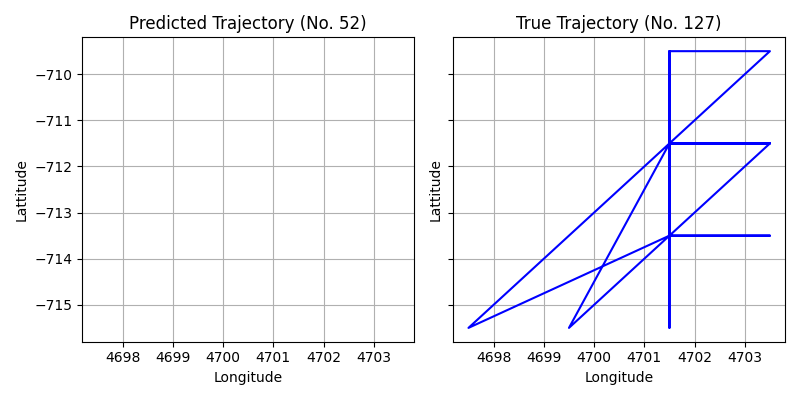 Predicted Trajectory (No. 52)
True Trajectory (No. 127)
−710
−711
−712
−713
−714
−715
Lattitude
Lattitude
4698 4699 4700 4701 4702 4703
4698 4699 4700 4701 4702 4703
Longitude
Longitude